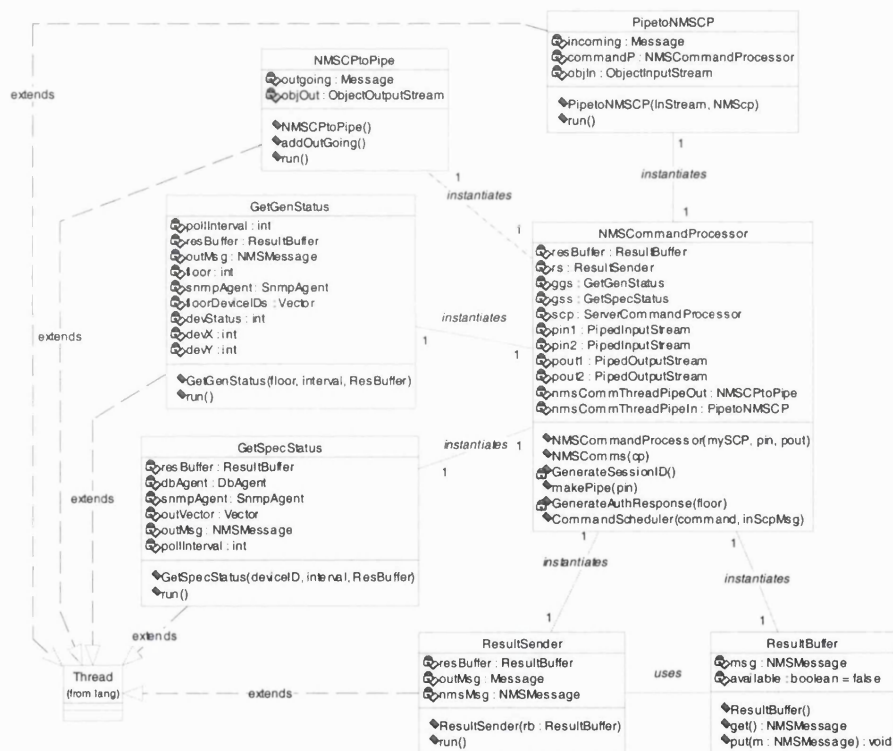 PipetoNMSCP
incoming : Message
commandP : NMSCommandProcessor
objIn : ObjectInputStream
PipetoNMSCP(InStream, NMScp)
run()
NMSCPtoPipe
outgoing : Message
objOut : ObjectOutputStream
NMSCPtoPipe()
addOutGoing()
run()
extends
1
instantiates
1
1
instantiates
1
GetGenStatus
pollInterval : int
resBuffer : ResultBuffer
outMsg : NMSMessage
floor : int
snmpAgent : SnmpAgent
floorDeviceIDs : Vector
devStatus : int
devX : int
devY : int
GetGenStatus(floor, interval, ResBuffer)
run()
extends
instantiates
1
1
NMSCommandProcessor
resBuffer : ResultBuffer
rs : ResultSender
ggs : GetGenStatus
gss : GetSpecStatus
scp : ServerCommandProcessor
pin1 : PipedInputStream
pin2 : PipedInputStream
pout1 : PipedOutputStream
pout2 : PipedOutputStream
nmsCommThreadPipeOut : NMSCPtoPipe
nmsCommThreadPipeIn : PipetoNMSCP
NMSCommandProcessor(mySCP, pin, pout)
NMSComms(cp)
GenerateSessionID()
makePipe(pin)
GenerateAuthResponse(floor)
CommandScheduler(command, inScpMsg)
instantiates
1
1
GetSpecStatus
resBuffer : ResultBuffer
dbAgent : DbAgent
snmpAgent : SnmpAgent
outVector : Vector
outMsg : NMSMessage
pollInterval : int
GetSpecStatus(deviceID, interval, ResBuffer)
run()
extends
extends
1
instantiates
1
1
instantiates
1
Thread
(from lang)
extends
ResultSender
resBuffer : ResultBuffer
outMsg : Message
nmsMsg : NMSMessage
ResultSender(rb : ResultBuffer)
run()
uses
ResultBuffer
msg : NMSMessage
available : boolean = false
ResultBuffer()
get() : NMSMessage
put(m : NMSMessage) : void